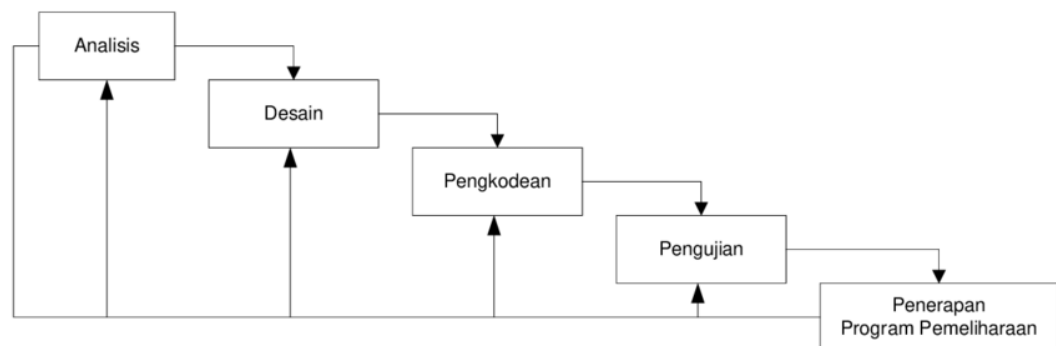 Analisis
Desain
Pengkodean
Pengujian
Penerapan
Program Pemeliharaan